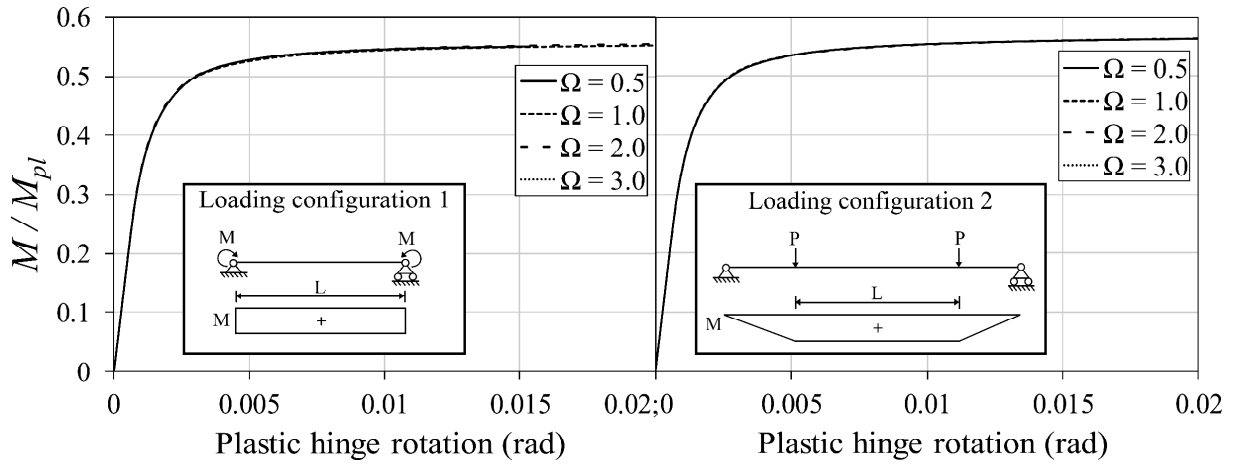 0.6
0.5
0.4
0.3
0.2
0.1
0
M / Mpl
Ω = 0.5
Ω = 1.0
Ω = 2.0
Ω = 3.0
Loading configuration 1
M M
L
M +
0 0.005 0.01 0.015 0.02
Plastic hinge rotation (rad)
Ω = 0.5
Ω = 1.0
Ω = 2.0
Ω = 3.0
Loading configuration 2
P P
L
M +
0 0.005 0.01 0.015 0.02
Plastic hinge rotation (rad)